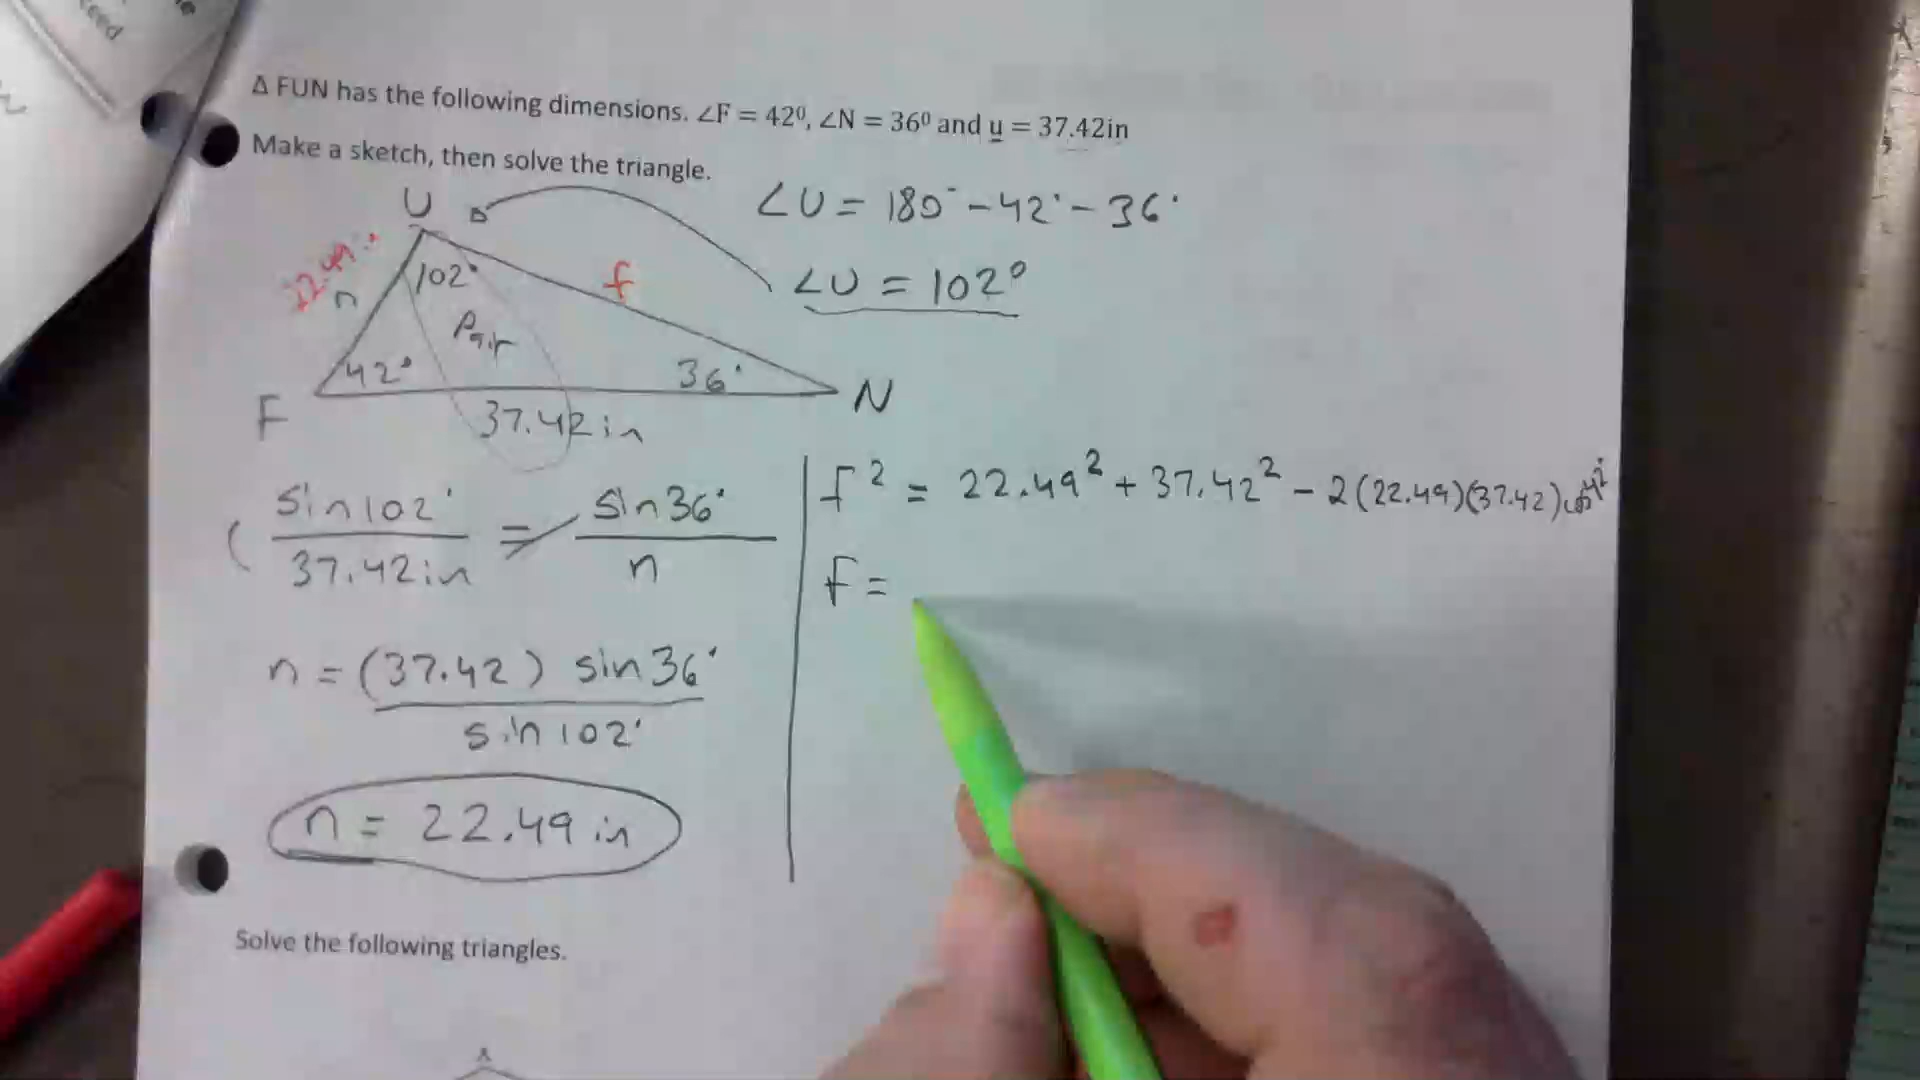 eed
Δ FUN has the following dimensions. ∠F = 42⁰, ∠N = 36⁰ and u = 37.42in
Make a sketch, then solve the triangle.
U
∠U = 180° - 42° - 36°
∠U = 102°
22.49
n
102°
f
Pair
42°
36°
F
N
37.42in
sin102° / 37.42in = sin36° / n
n = (37.42) sin36° / sin102°
n = 22.49 in
f² = 22.49² + 37.42² - 2(22.49)(37.42)
f =
Solve the following triangles.